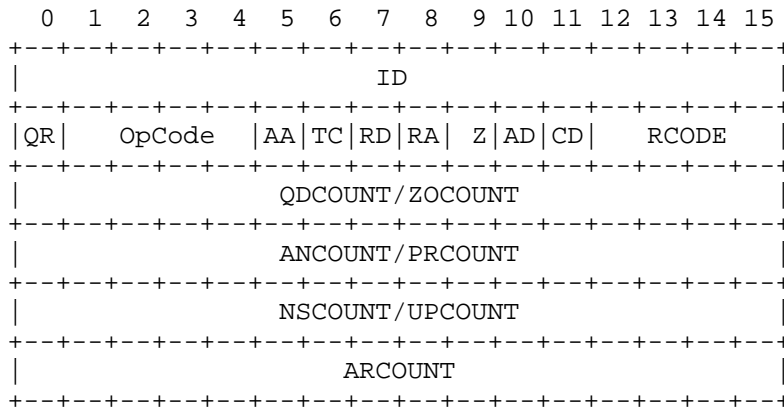 0 1 2 3 4 5 6 7 8 9 10 11 12 13 14 15
+--+--+--+--+--+--+--+--+--+--+--+--+--+--+--+--+
| ID |
+--+--+--+--+--+--+--+--+--+--+--+--+--+--+--+--+
|QR| OpCode |AA|TC|RD|RA| Z|AD|CD| RCODE |
+--+--+--+--+--+--+--+--+--+--+--+--+--+--+--+--+
| QDCOUNT/ZOCOUNT |
+--+--+--+--+--+--+--+--+--+--+--+--+--+--+--+--+
| ANCOUNT/PRCOUNT |
+--+--+--+--+--+--+--+--+--+--+--+--+--+--+--+--+
| NSCOUNT/UPCOUNT |
+--+--+--+--+--+--+--+--+--+--+--+--+--+--+--+--+
| ARCOUNT |
+--+--+--+--+--+--+--+--+--+--+--+--+--+--+--+--+